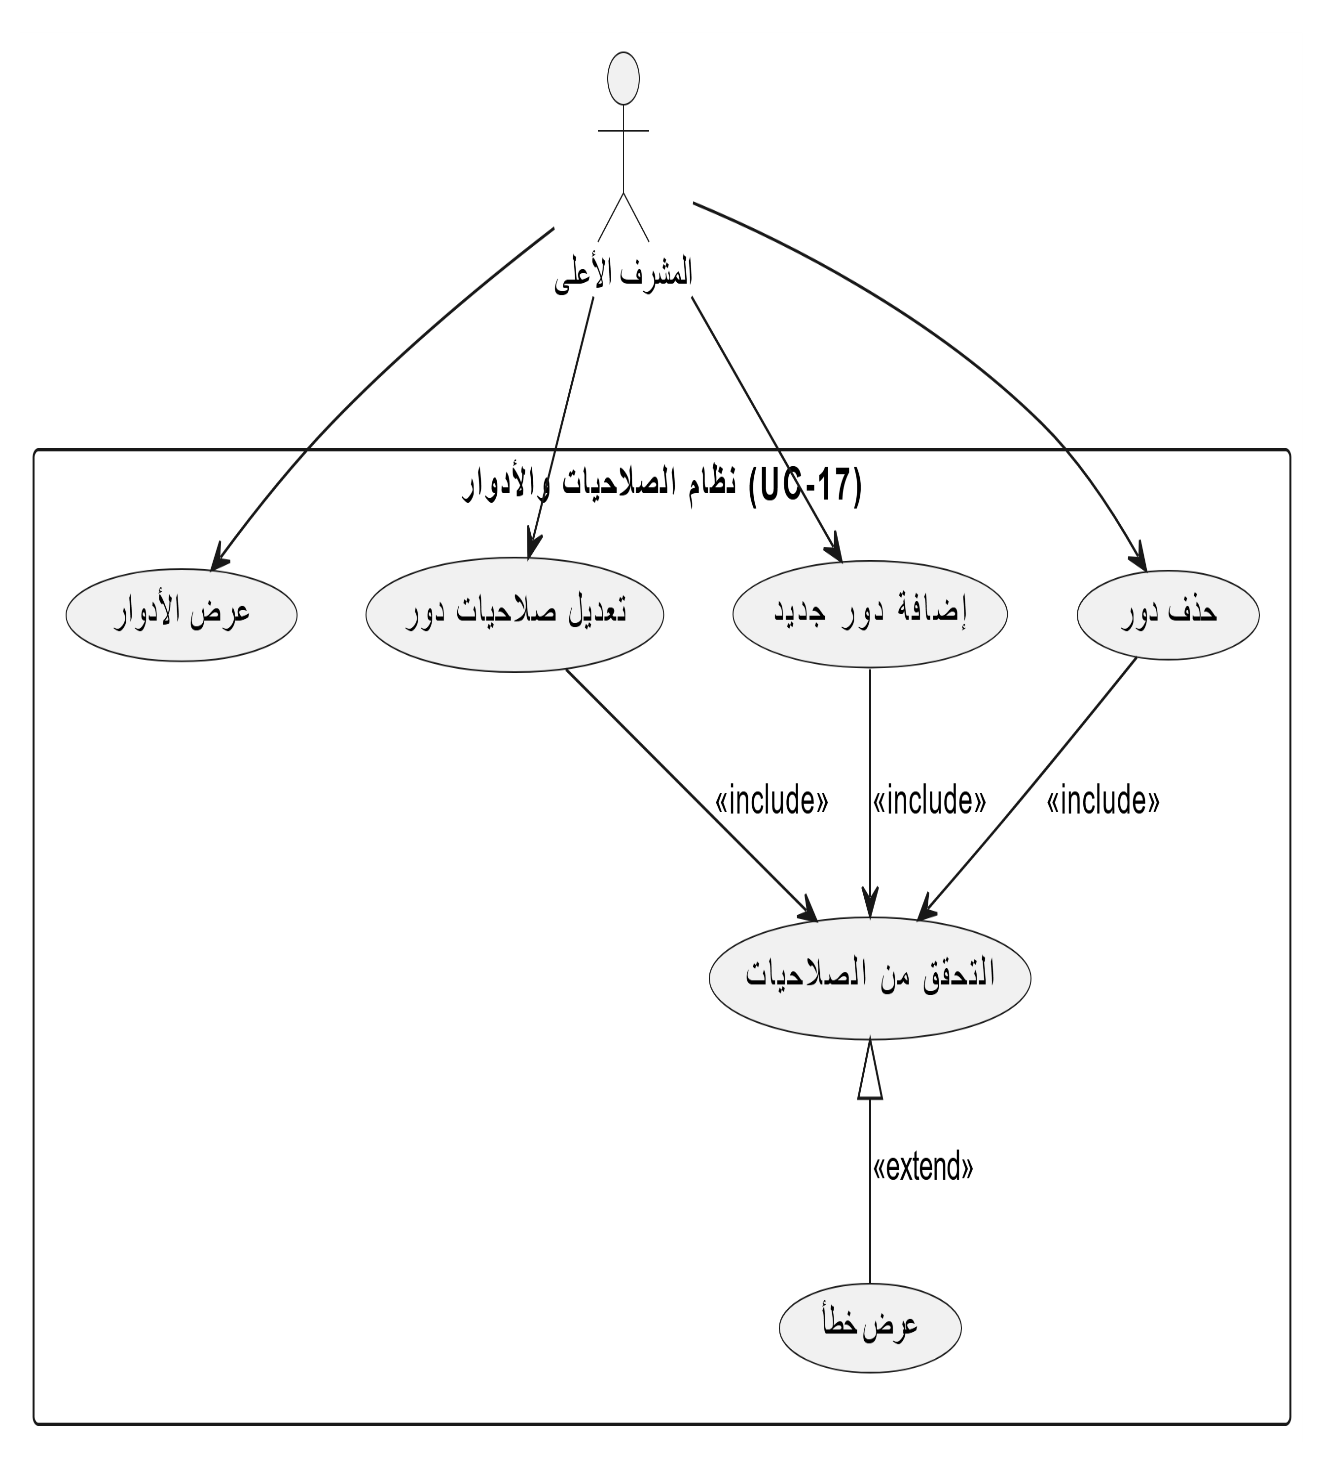 المشرف الأعلى
نظام الصلاحيات والأدوار (UC-17)
عرض الأدوار
تعديل صلاحيات دور
إضافة دور جديد
حذف دور
«include»
«include»
«include»
التحقق من الصلاحيات
«extend»
عرض خطأ